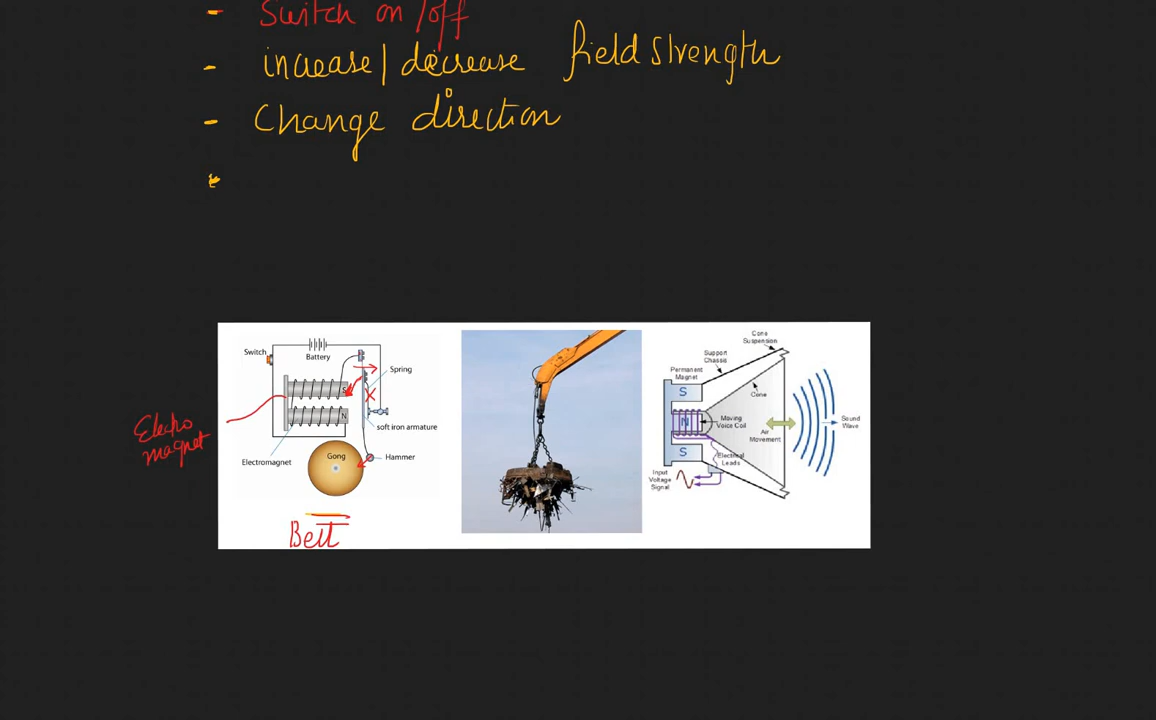 - Switch on/off
- increase/decrease field strength
- Change direction
Switch
Battery
Spring
S
N
soft iron armature
Electromagnet
Gong
Hammer
Electro
magnet
Bell
Cone
Suspension
Support
Chassis
Permanent
Magnet
S
Cone
N
Moving
Voice Coil
Air
Movement
Sound
Wave
S
Electrical
Leads
Input
Voltage
Signal